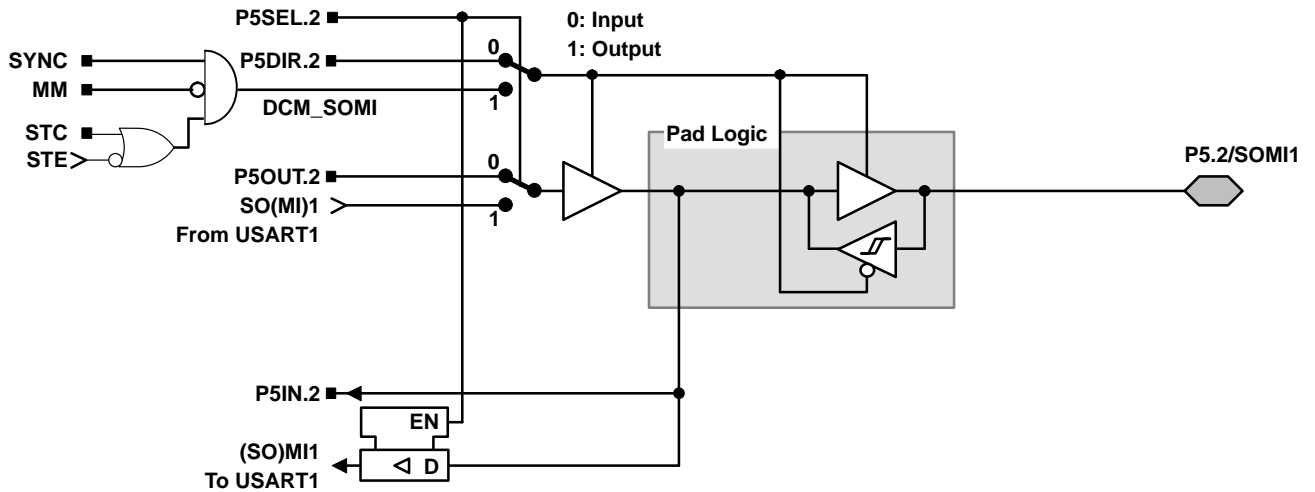 P5SEL.2
0: Input
1: Output
SYNC
P5DIR.2
0
MM
1
DCM_SOMI
STC
STE
Pad Logic
P5.2/SOMI1
P5OUT.2
0
SO(MI)1
1
From USART1
P5IN.2
EN
(SO)MI1
D
To USART1